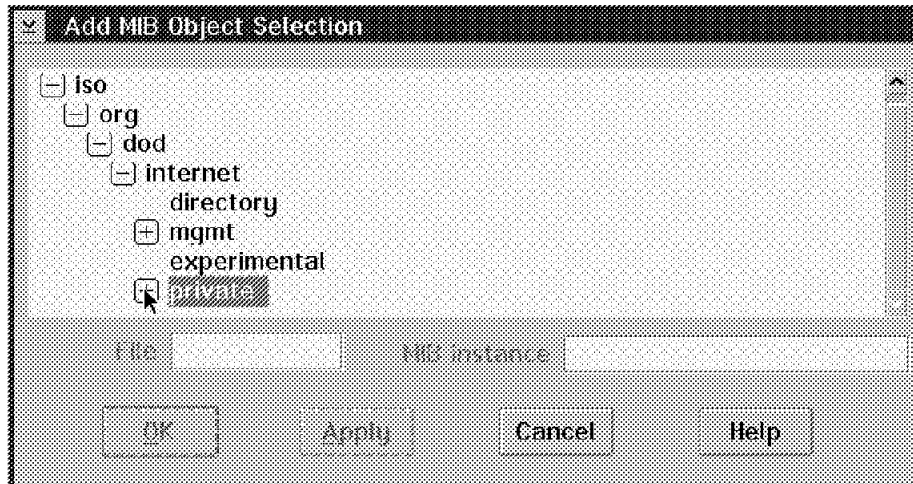 Add MIB Object Selection
iso
org
dod
internet
directory
mgmt
experimental
private
File MIB instance
OK Apply Cancel Help